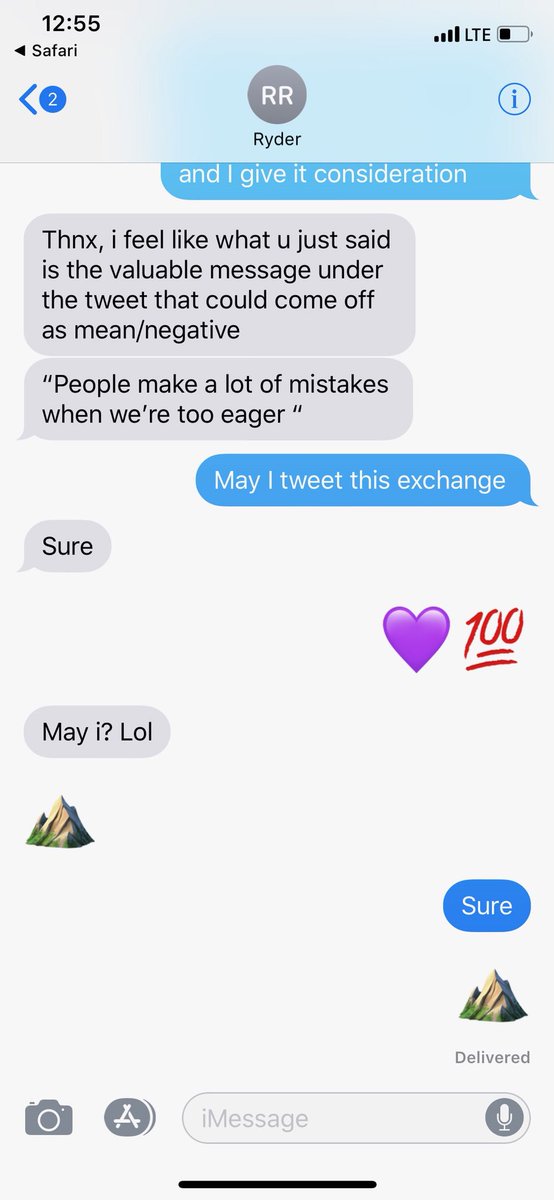 12:55
LTE
Safari
2
RR
Ryder
and I give it consideration
Thnx, i feel like what u just said
is the valuable message under
the tweet that could come off
as mean/negative
“People make a lot of mistakes
when we’re too eager “
May I tweet this exchange
Sure
💜💯
May i? Lol
⛰️
Sure
⛰️
Delivered
iMessage